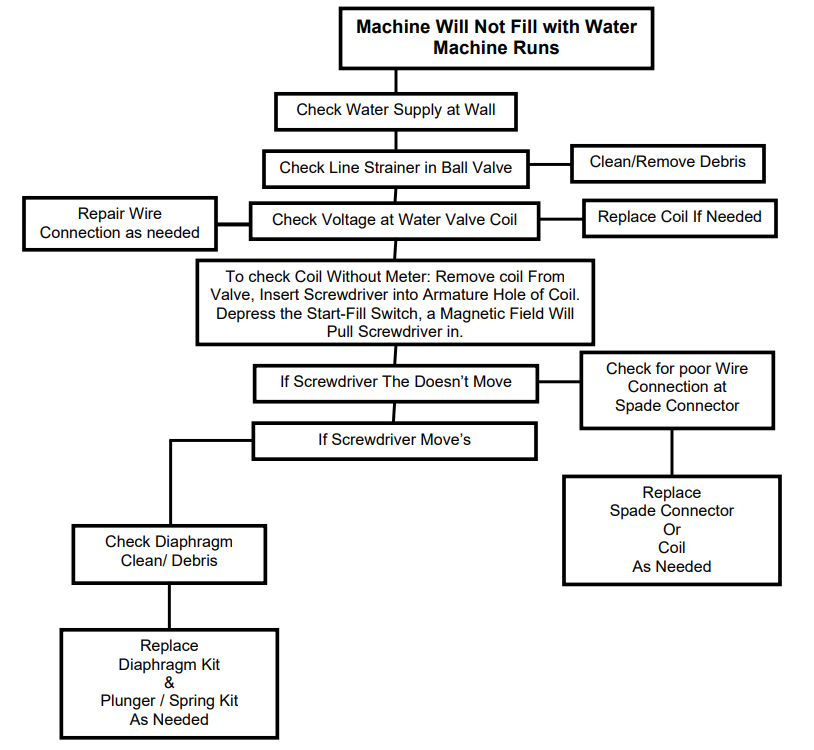 Machine Will Not Fill with Water
Machine Runs
Check Water Supply at Wall
Check Line Strainer in Ball Valve
Clean/Remove Debris
Repair Wire
Connection as needed
Check Voltage at Water Valve Coil
Replace Coil If Needed
To check Coil Without Meter: Remove coil From
Valve, Insert Screwdriver into Armature Hole of Coil.
Depress the Start-Fill Switch, a Magnetic Field Will
Pull Screwdriver in.
If Screwdriver The Doesn't Move
Check for poor Wire
Connection at
Spade Connector
If Screwdriver Move's
Replace
Spade Connector
Or
Coil
As Needed
Check Diaphragm
Clean/ Debris
Replace
Diaphragm Kit
&
Plunger / Spring Kit
As Needed